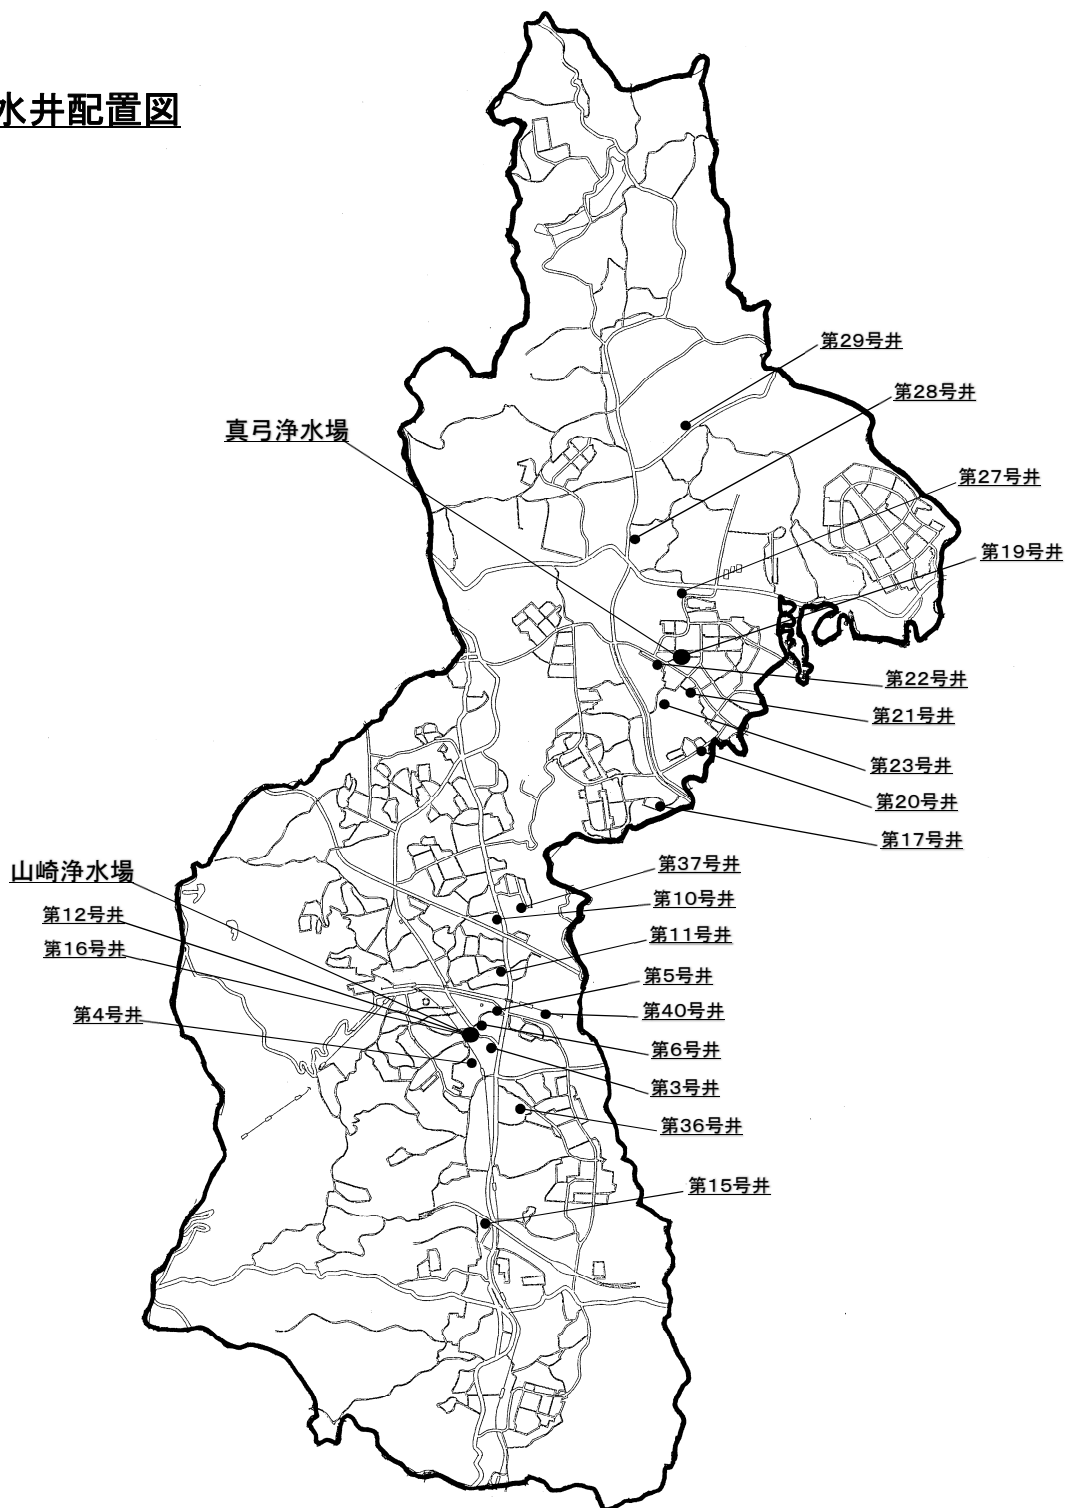 水井配置図
第29号井
第28号井
真弓浄水場
第27号井
第19号井
第22号井
第21号井
第23号井
第20号井
第17号井
第37号井
山崎浄水場
第10号井
第12号井
第11号井
第16号井
第5号井
第40号井
第4号井
第6号井
第3号井
第36号井
第15号井